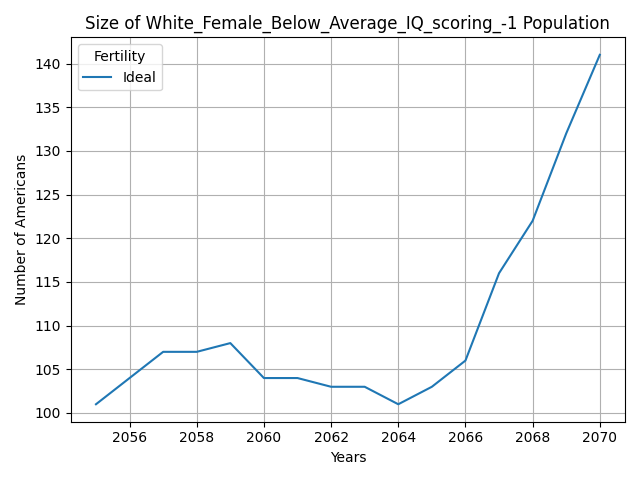 Size of White_Female_Below_Average_IQ_scoring_-1 Population
Fertility
Ideal
Number of Americans
140
135
130
125
120
115
110
105
100
2056 2058 2060 2062 2064 2066 2068 2070
Years